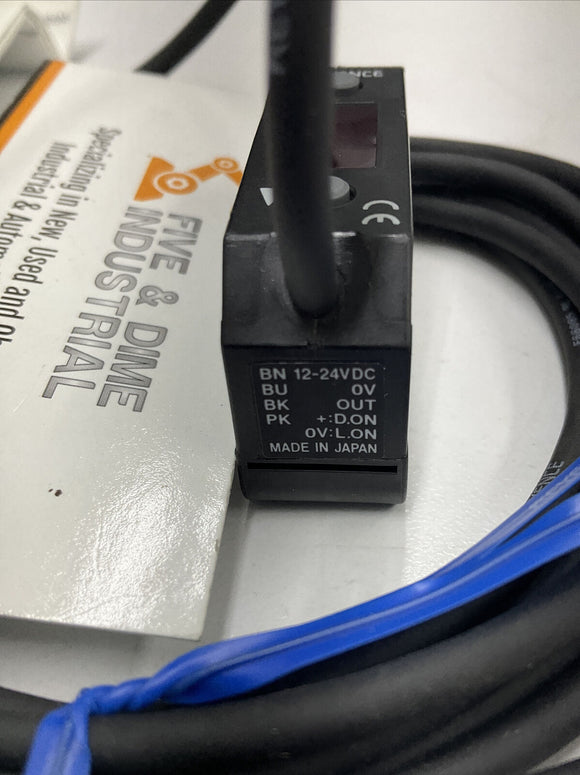 FIVE & DIME
INDUSTRIAL
Specializing in New, Used and
Industrial &
CE
BN 12-24VDC
BU 0V
BK OUT
PK +:D.ON
0V:L.ON
MADE IN JAPAN